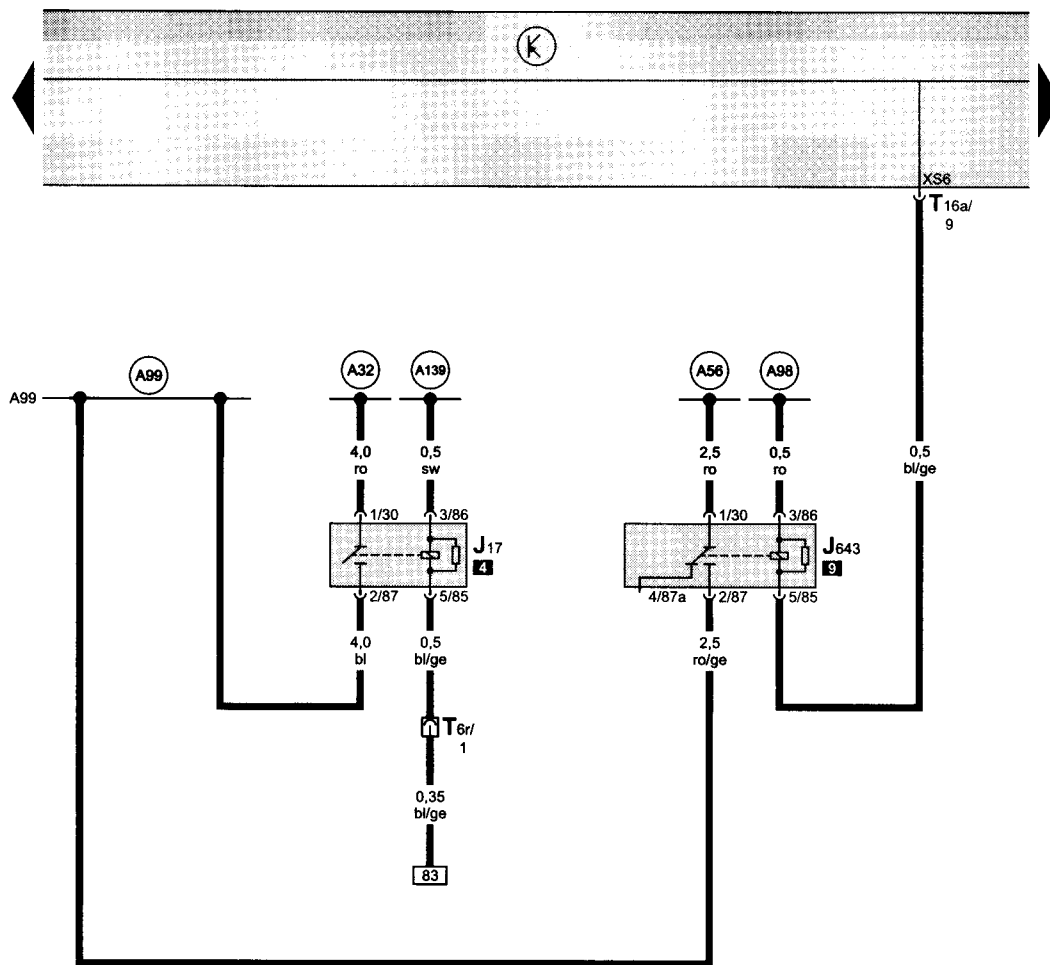 K
XS6
T16a/
9
A99
A99
A32
A139
A56
A98
4,0
ro
0,5
sw
2,5
ro
0,5
ro
0,5
bl/ge
1/30
3/86
J17
4
2/87
5/85
1/30
3/86
J643
9
4/87a
2/87
5/85
4,0
bl
0,5
bl/ge
2,5
ro/ge
T6r/
1
0,35
bl/ge
83